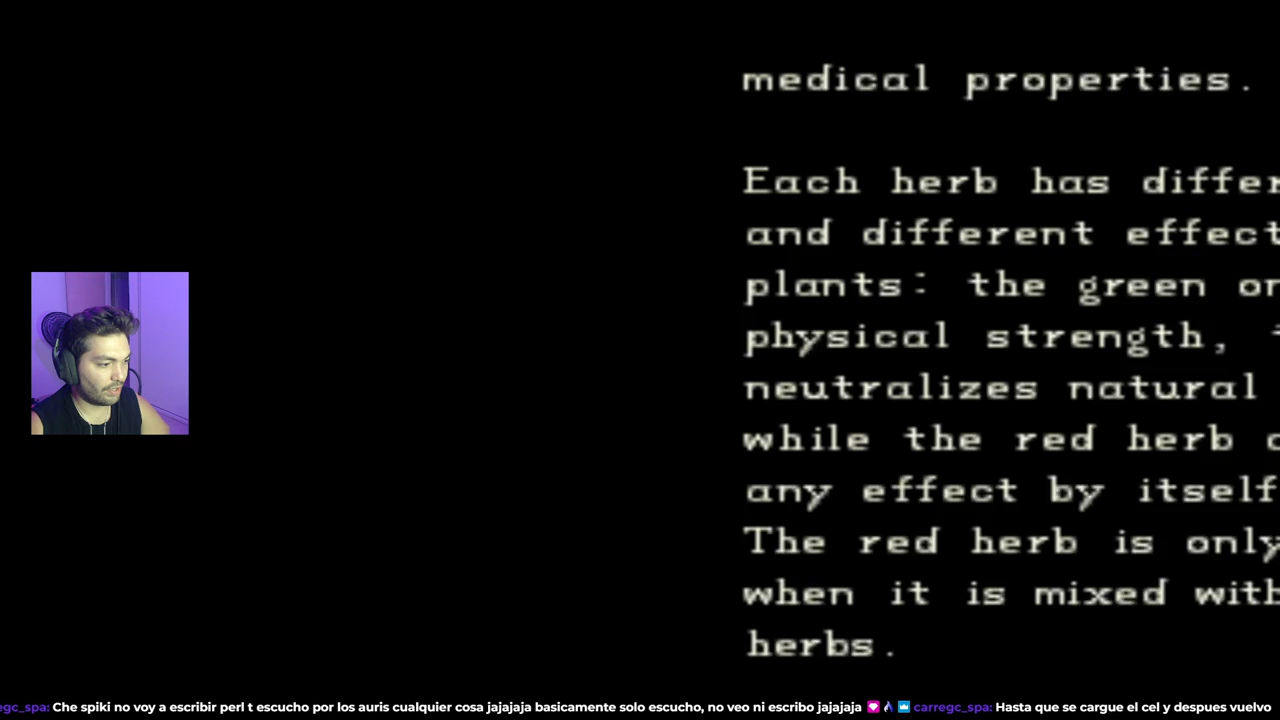 medical properties.
Each herb has differ
and different effect
plants: the green or
physical strength,
neutralizes natural
while the red herb
any effect by itself
The red herb is only
when it is mixed with
herbs.
egc_spa: Che spiki no voy a escribir perl t escucho por los auris cualquier cosa jajajaja basicamente solo escucho, no veo ni escribo jajajaja carregc_spa: Hasta que se cargue el cel y despues vuelvo